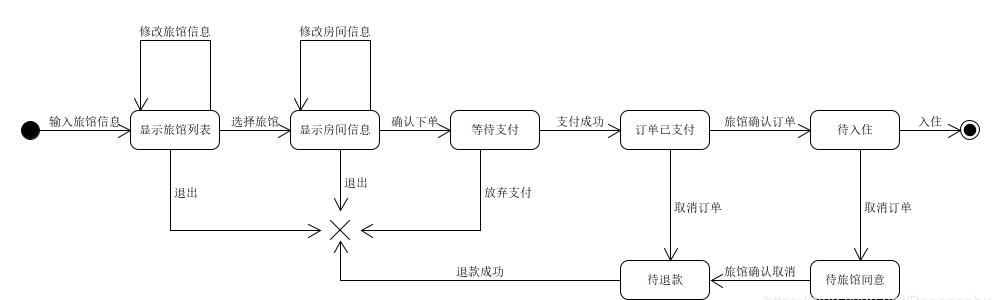 修改旅馆信息
修改房间信息
输入旅馆信息
显示旅馆列表
选择旅馆
显示房间信息
确认下单
等待支付
支付成功
订单已支付
旅馆确认订单
待入住
入住
退出
退出
放弃支付
取消订单
取消订单
退款成功
待退款
旅馆确认取消
待旅馆同意